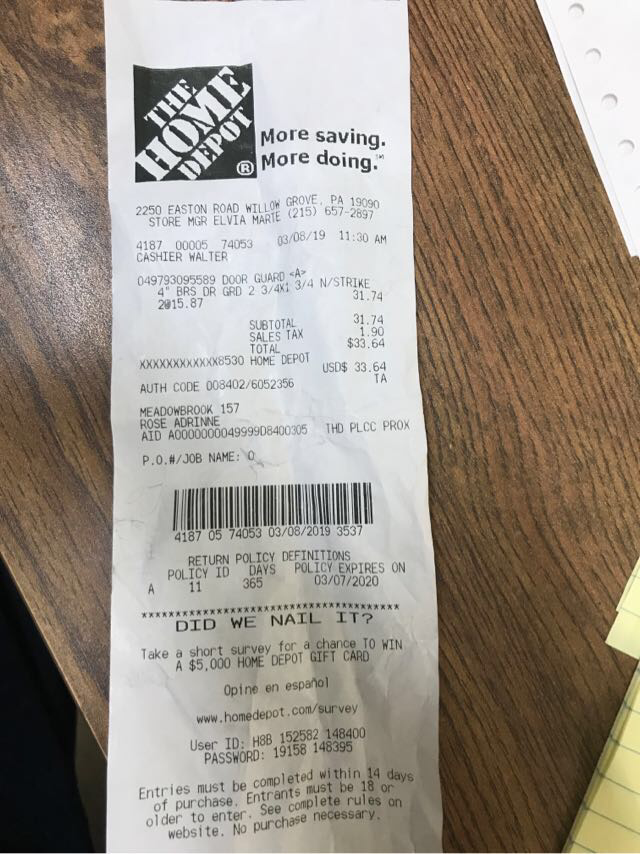 THE
HOME
DEPOT
®
More saving.
More doing.℠
2250 EASTON ROAD WILLOW GROVE, PA 19090
STORE MGR ELVIA MARTE (215) 657-2897
4187 00005 74053 03/08/19 11:30 AM
CASHIER WALTER
049793095589 DOOR GUARD <A>
4" BRS DR GRD 2 3/4X1 3/4 N/STRIKE
2@15.87 31.74
SUBTOTAL 31.74
SALES TAX 1.90
TOTAL $33.64
XXXXXXXXXXXX8530 HOME DEPOT
USD$ 33.64
AUTH CODE 008402/6052356 TA
MEADOWBROOK 157
ROSE ADRINNE
AID A0000000049999D8400305 THD PLCC PROX
P.O.#/JOB NAME: 0
4187 05 74053 03/08/2019 3537
RETURN POLICY DEFINITIONS
POLICY ID DAYS POLICY EXPIRES ON
A 11 365 03/07/2020
****************************************
DID WE NAIL IT?
Take a short survey for a chance TO WIN
A $5,000 HOME DEPOT GIFT CARD
Opine en español
www.homedepot.com/survey
User ID: H8B 152582 148400
PASSWORD: 19158 148395
Entries must be completed within 14 days
of purchase. Entrants must be 18 or
older to enter. See complete rules on
website. No purchase necessary.